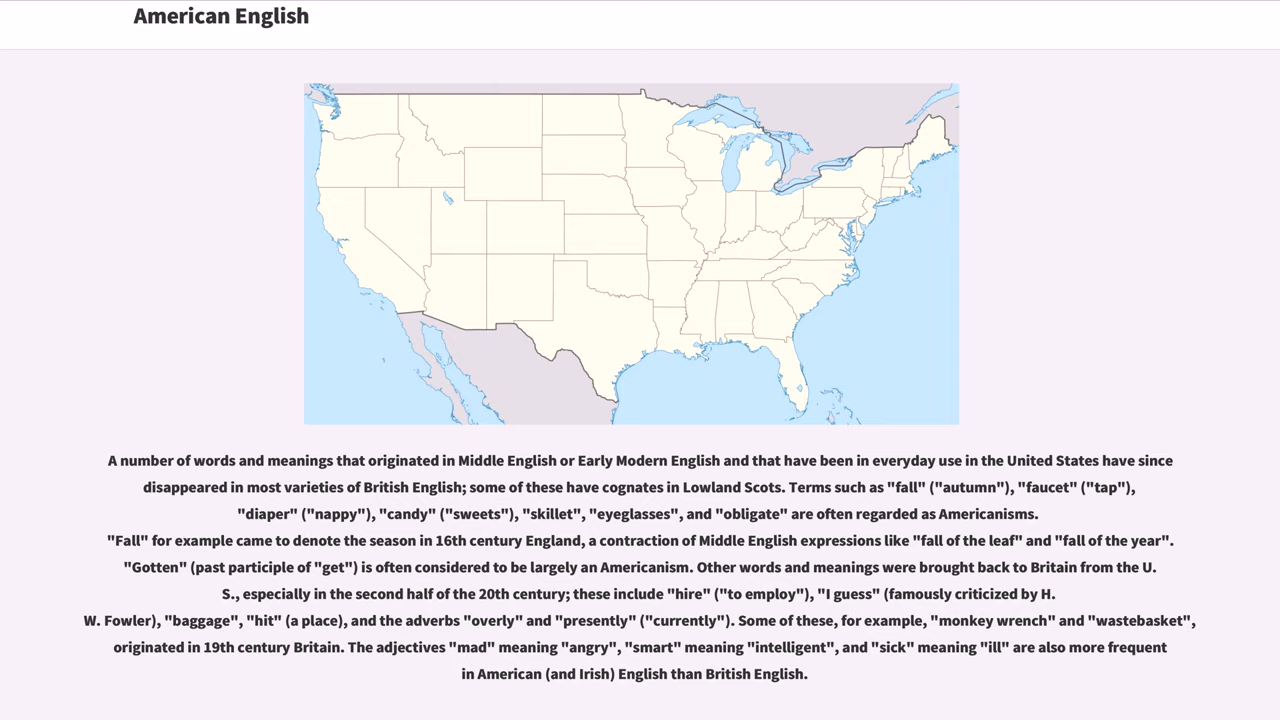 American English
A number of words and meanings that originated in Middle English or Early Modern English and that have been in everyday use in the United States have since
disappeared in most varieties of British English; some of these have cognates in Lowland Scots. Terms such as "fall" ("autumn"), "faucet" ("tap"),
"diaper" ("nappy"), "candy" ("sweets"), "skillet", "eyeglasses", and "obligate" are often regarded as Americanisms.
"Fall" for example came to denote the season in 16th century England, a contraction of Middle English expressions like "fall of the leaf" and "fall of the year".
"Gotten" (past participle of "get") is often considered to be largely an Americanism. Other words and meanings were brought back to Britain from the U.
S., especially in the second half of the 20th century; these include "hire" ("to employ"), "I guess" (famously criticized by H.
W. Fowler), "baggage", "hit" (a place), and the adverbs "overly" and "presently" ("currently"). Some of these, for example, "monkey wrench" and "wastebasket",
originated in 19th century Britain. The adjectives "mad" meaning "angry", "smart" meaning "intelligent", and "sick" meaning "ill" are also more frequent
in American (and Irish) English than British English.